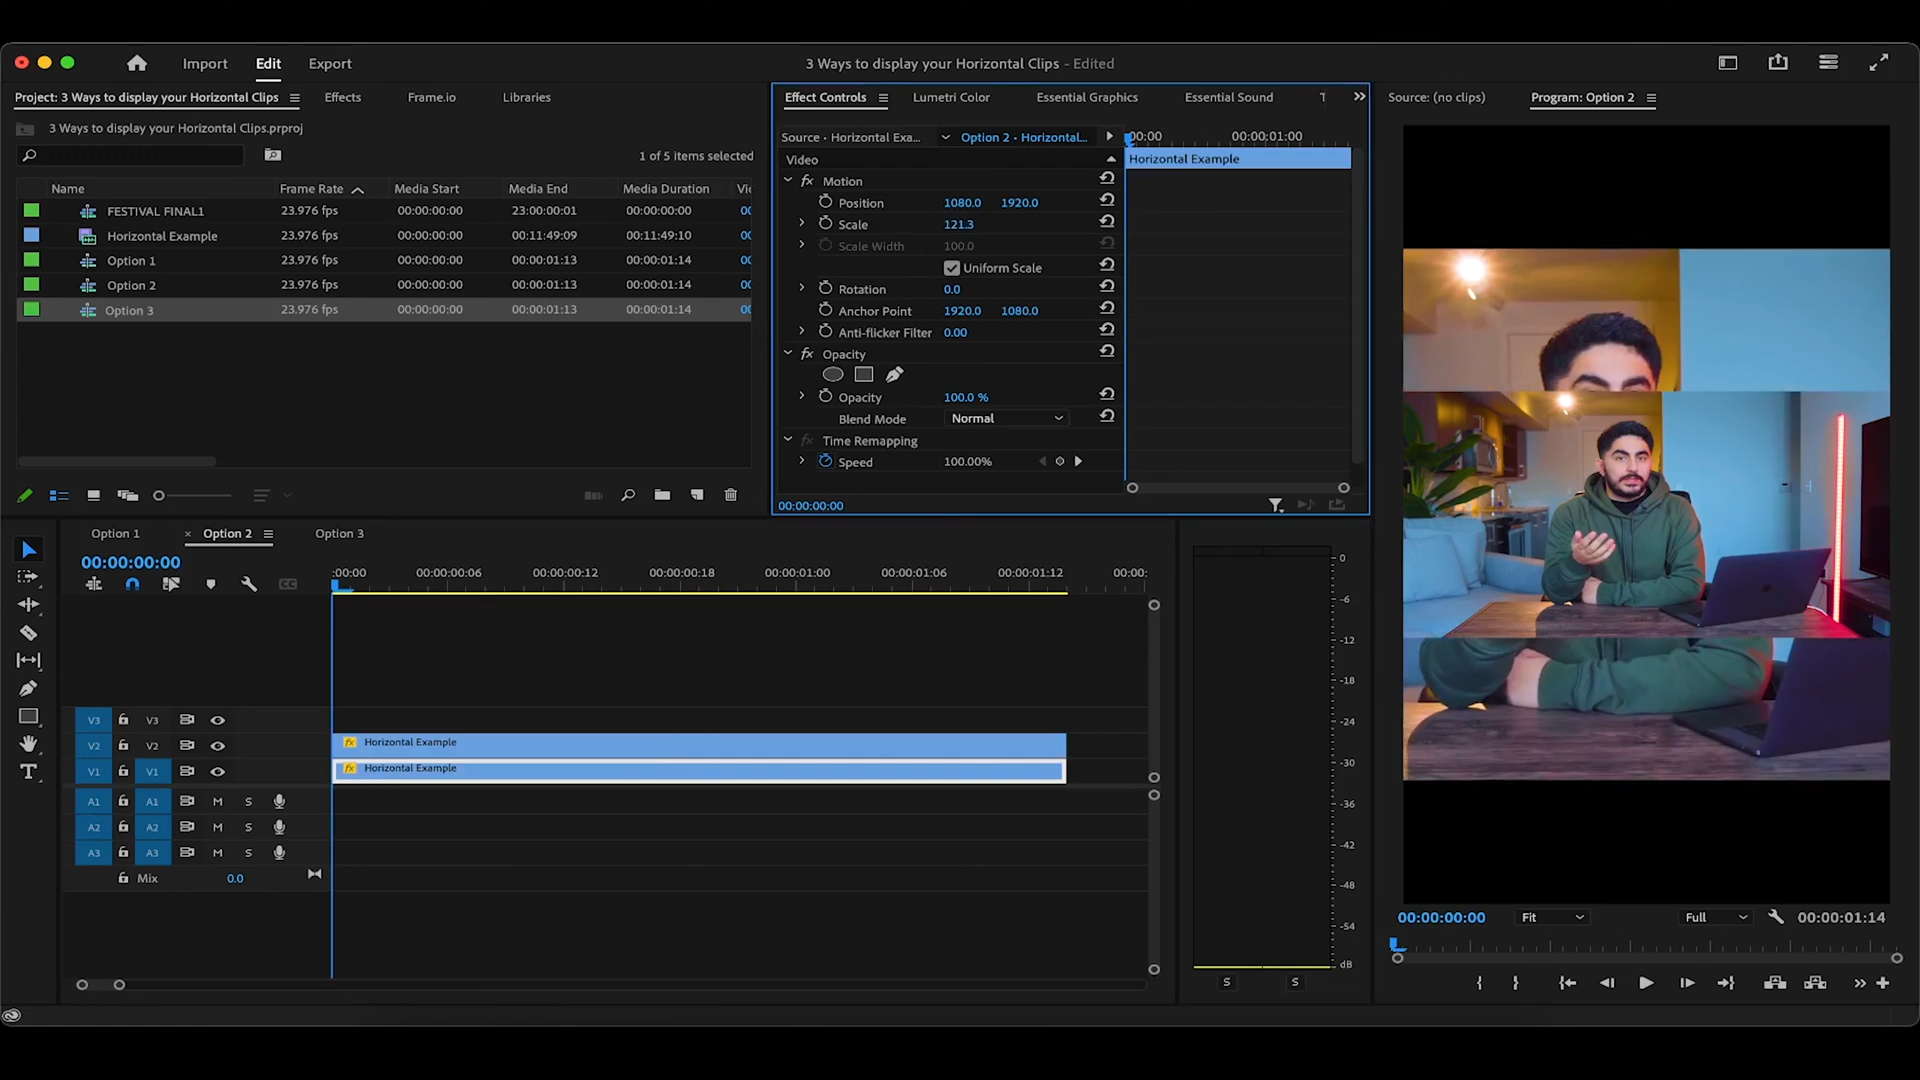 Import Edit Export
3 Ways to display your Horizontal Clips - Edited
Project: 3 Ways to display your Horizontal Clips
Effects
Frame.io
Libraries
3 Ways to display your Horizontal Clips.prproj
1 of 5 items selected
Name Frame Rate Media Start Media End Media Duration
FESTIVAL FINAL1 23.976 fps 00:00:00:00 23:00:00:01 00:00:00:00
Horizontal Example 23.976 fps 00:00:00:00 00:11:49:09 00:11:49:10
Option 1 23.976 fps 00:00:00:00 00:00:01:13 00:00:01:14
Option 2 23.976 fps 00:00:00:00 00:00:01:13 00:00:01:14
Option 3 23.976 fps 00:00:00:00 00:00:01:13 00:00:01:14
Effect Controls
Lumetri Color
Essential Graphics
Essential Sound
Source · Horizontal Exa...
Option 2 · Horizontal...
:00:00 00:00:01:00
Video
Horizontal Example
Motion
Position 1080.0 1920.0
Scale 121.3
Scale Width 100.0
Uniform Scale
Rotation 0.0
Anchor Point 1920.0 1080.0
Anti-flicker Filter 0.00
Opacity
Opacity 100.0 %
Blend Mode Normal
Time Remapping
Speed 100.00%
00:00:00:00
Source: (no clips)
Program: Option 2
00:00:00:00 Fit Full 00:00:01:14
Option 1
× Option 2
Option 3
00:00:00:00
:00:00 00:00:00:06 00:00:00:12 00:00:00:18 00:00:01:00 00:00:01:06 00:00:01:12 00:00:
V3 V3
V2 V2 fx Horizontal Example
V1 V1 fx Horizontal Example
A1 A1 M S
A2 A2 M S
A3 A3 M S
Mix 0.0
0
-6
-12
-18
-24
-30
-36
-42
-48
-54
dB
S S